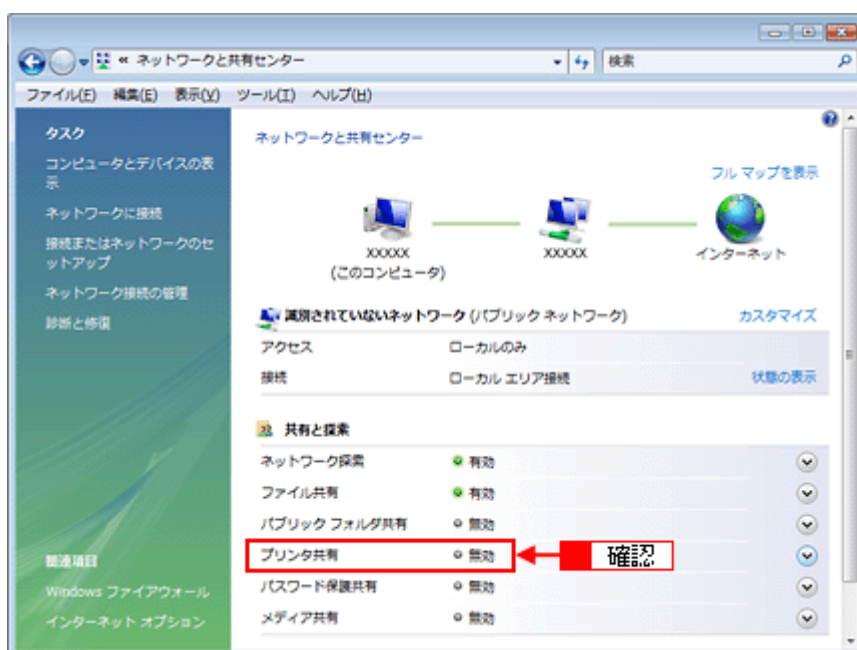 « ネットワークと共有センター
検索
ファイル(F) 編集(E) 表示(V) ツール(T) ヘルプ(H)
タスク
コンピュータとデバイスの表
示
ネットワークに接続
接続またはネットワークのセ
ットアップ
ネットワーク接続の管理
診断と修復
関連項目
Windows ファイアウォール
インターネット オプション
ネットワークと共有センター
フル マップを表示
XXXXX
(このコンピュータ)
XXXXX
インターネット
識別されていないネットワーク (パブリック ネットワーク) カスタマイズ
アクセス ローカルのみ
接続 ローカル エリア接続 状態の表示
共有と探索
ネットワーク探索 有効
ファイル共有 有効
パブリック フォルダ共有 無効
プリンタ共有 無効 確認
パスワード保護共有 無効
メディア共有 無効